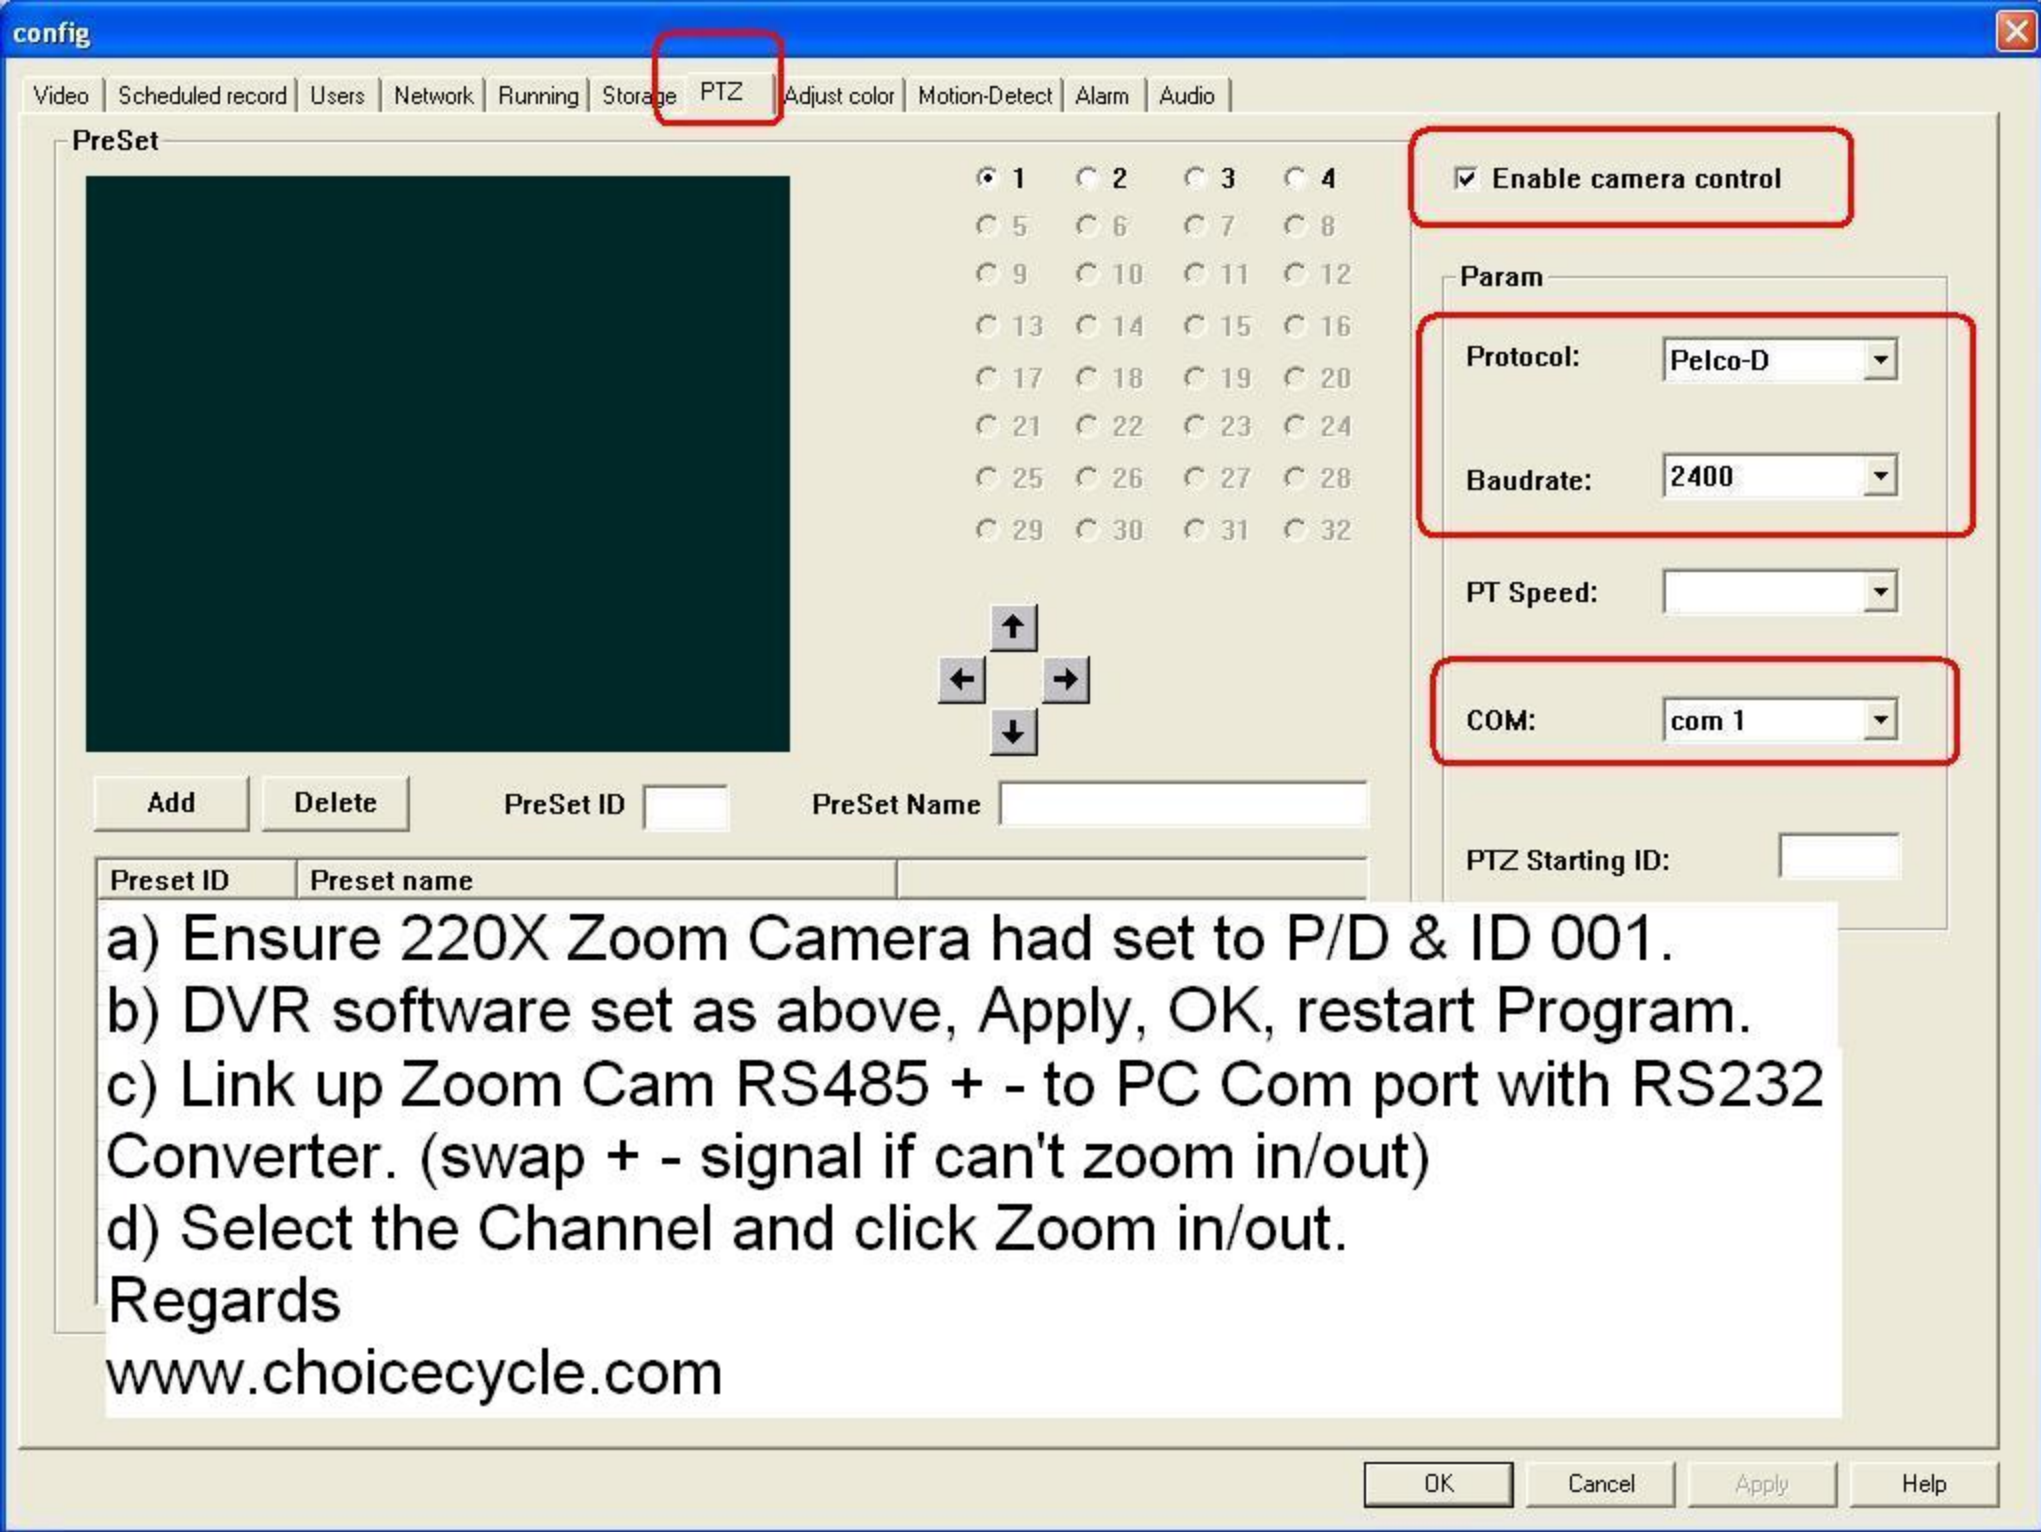 config
Video Scheduled record Users Network Running Storage PTZ Adjust color Motion-Detect Alarm Audio
PreSet
1 2 3 4
5 6 7 8
9 10 11 12
13 14 15 16
17 18 19 20
21 22 23 24
25 26 27 28
29 30 31 32
Enable camera control
Param
Protocol: Pelco-D
Baudrate: 2400
PT Speed:
COM: com 1
PTZ Starting ID:
Add Delete PreSet ID PreSet Name
Preset ID Preset name
a) Ensure 220X Zoom Camera had set to P/D & ID 001.
b) DVR software set as above, Apply, OK, restart Program.
c) Link up Zoom Cam RS485 + - to PC Com port with RS232
Converter. (swap + - signal if can't zoom in/out)
d) Select the Channel and click Zoom in/out.
Regards
www.choicecycle.com
OK Cancel Apply Help